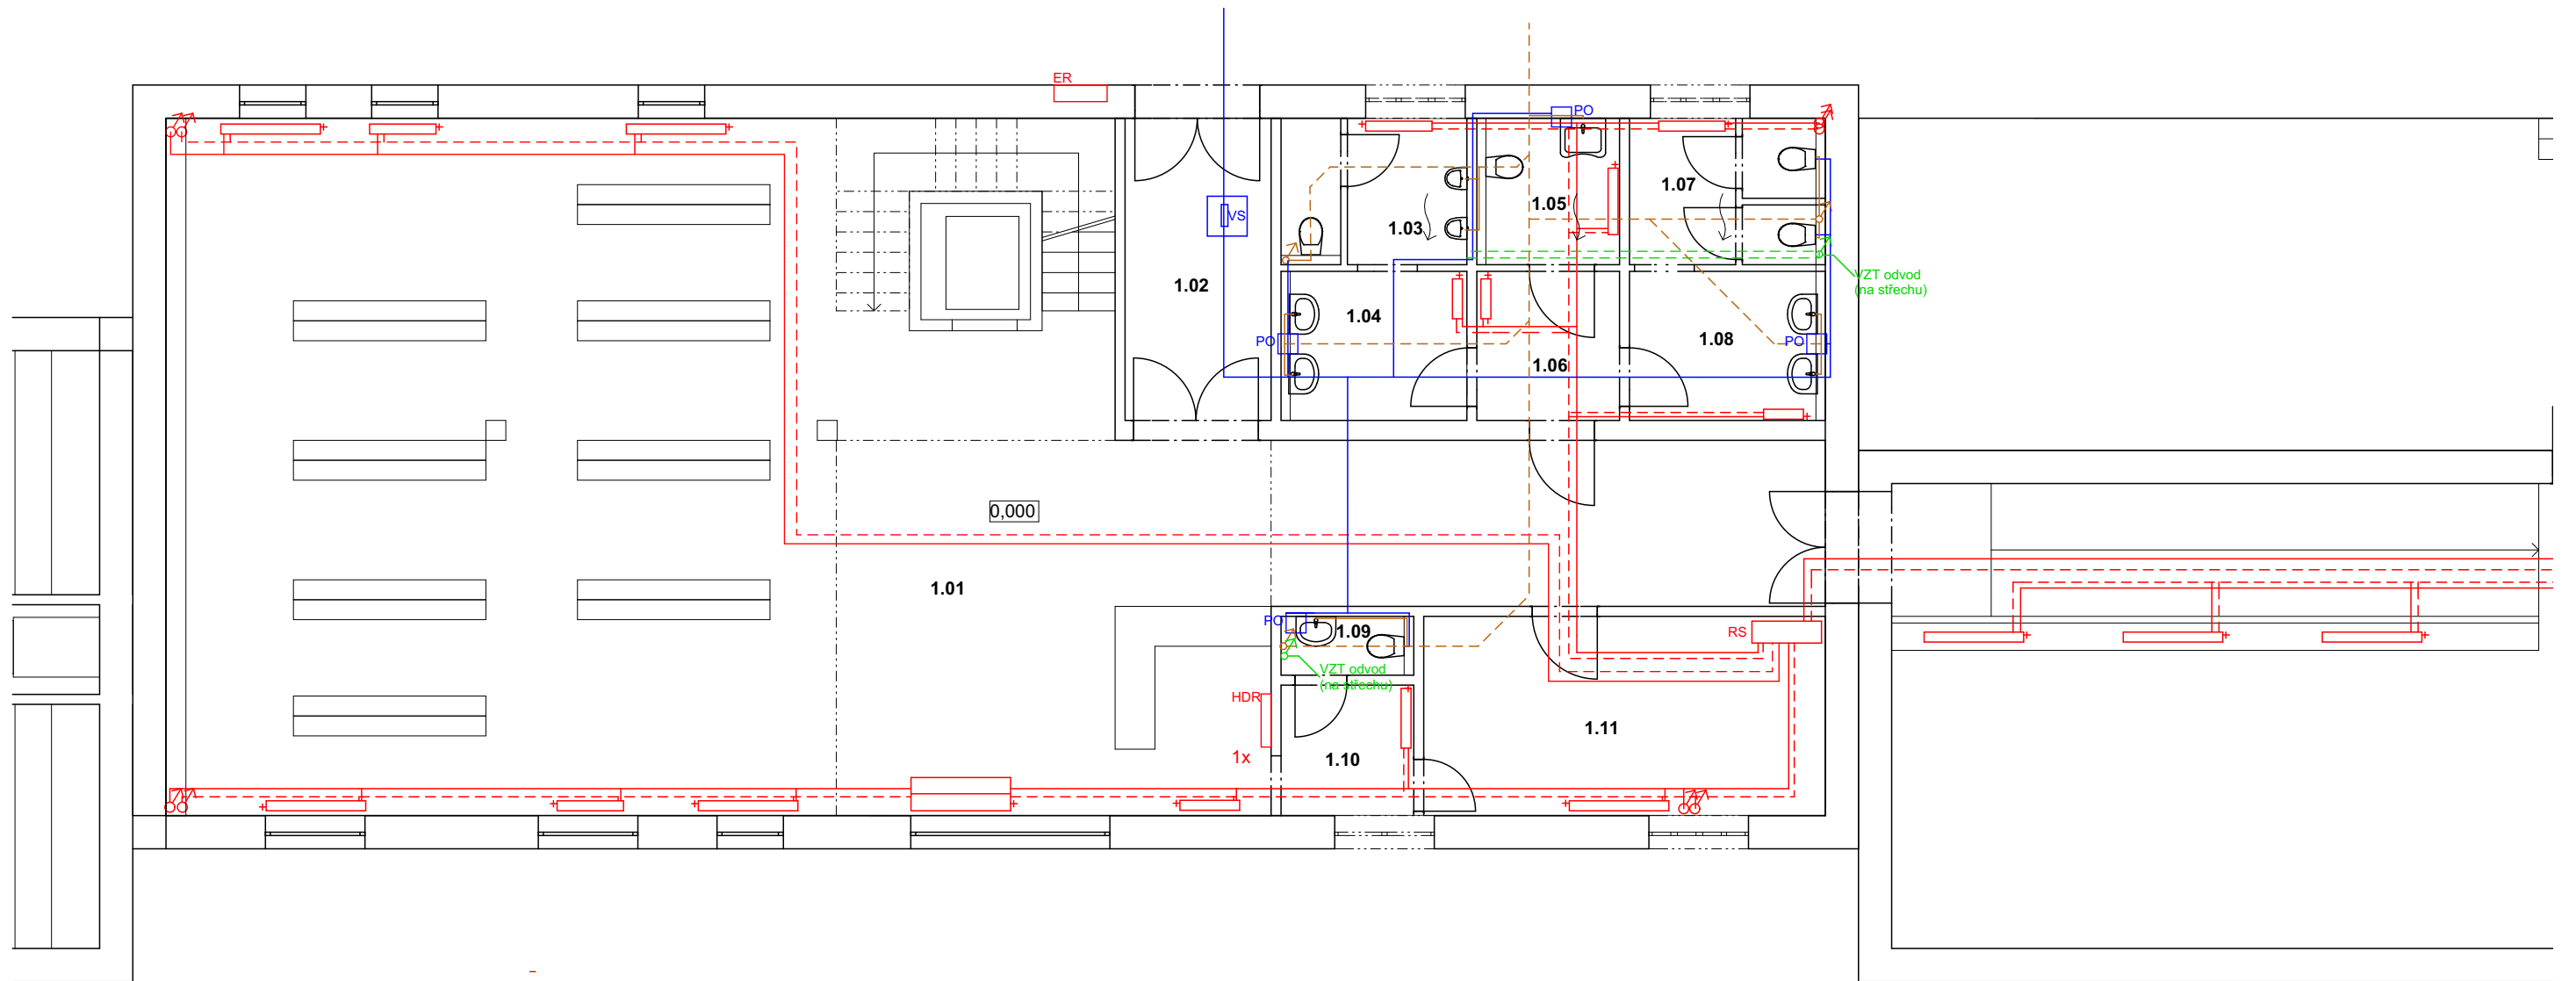 ER
PO
1.07
1.05
VS
1.03
VZT odvod
(na střechu)
1.02
1.04
PO
PO
1.08
1.06
0,000
1.01
PO
1.09
RS
VZT odvod
(na střechu)
HDR
1.11
1x
1.10